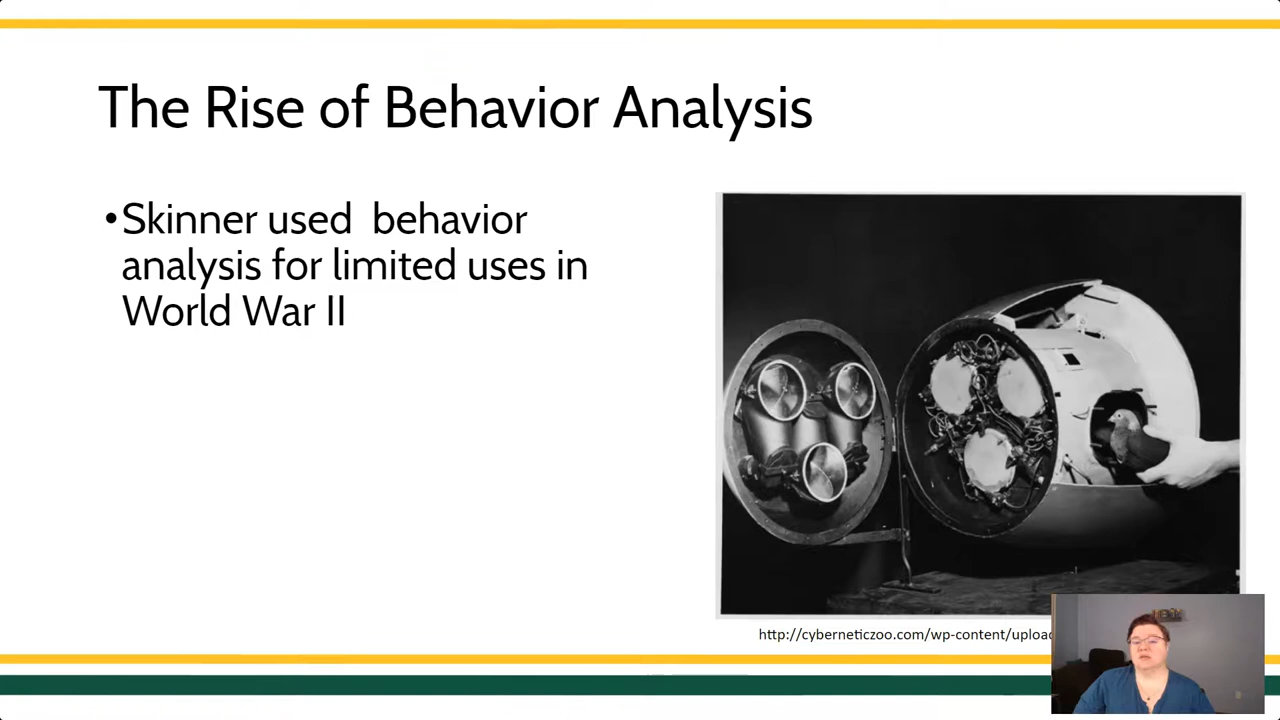 The Rise of Behavior Analysis
•Skinner used  behavior
analysis for limited uses in
World War II
http://cyberneticzoo.com/wp-content/upload